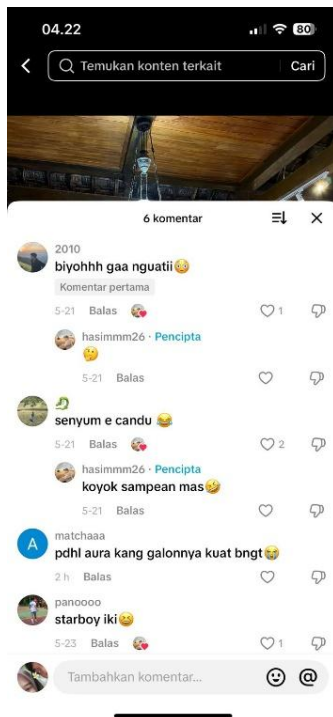 04.22
80
Temukan konten terkait
Cari
6 komentar
2010
biyohhh gaa nguatii😳
Komentar pertama
5-21 Balas
1
hasimmm26 · Pencipta
🤔
5-21 Balas
🐉
senyum e candu 😂
5-21 Balas
2
hasimmm26 · Pencipta
koyok sampean mas🤣
5-21 Balas
A
matchaaa
pdhl aura kang galonnya kuat bngt😭
2 h Balas
panoooo
starboy iki😆
5-23 Balas
1
Tambahkan komentar...
@